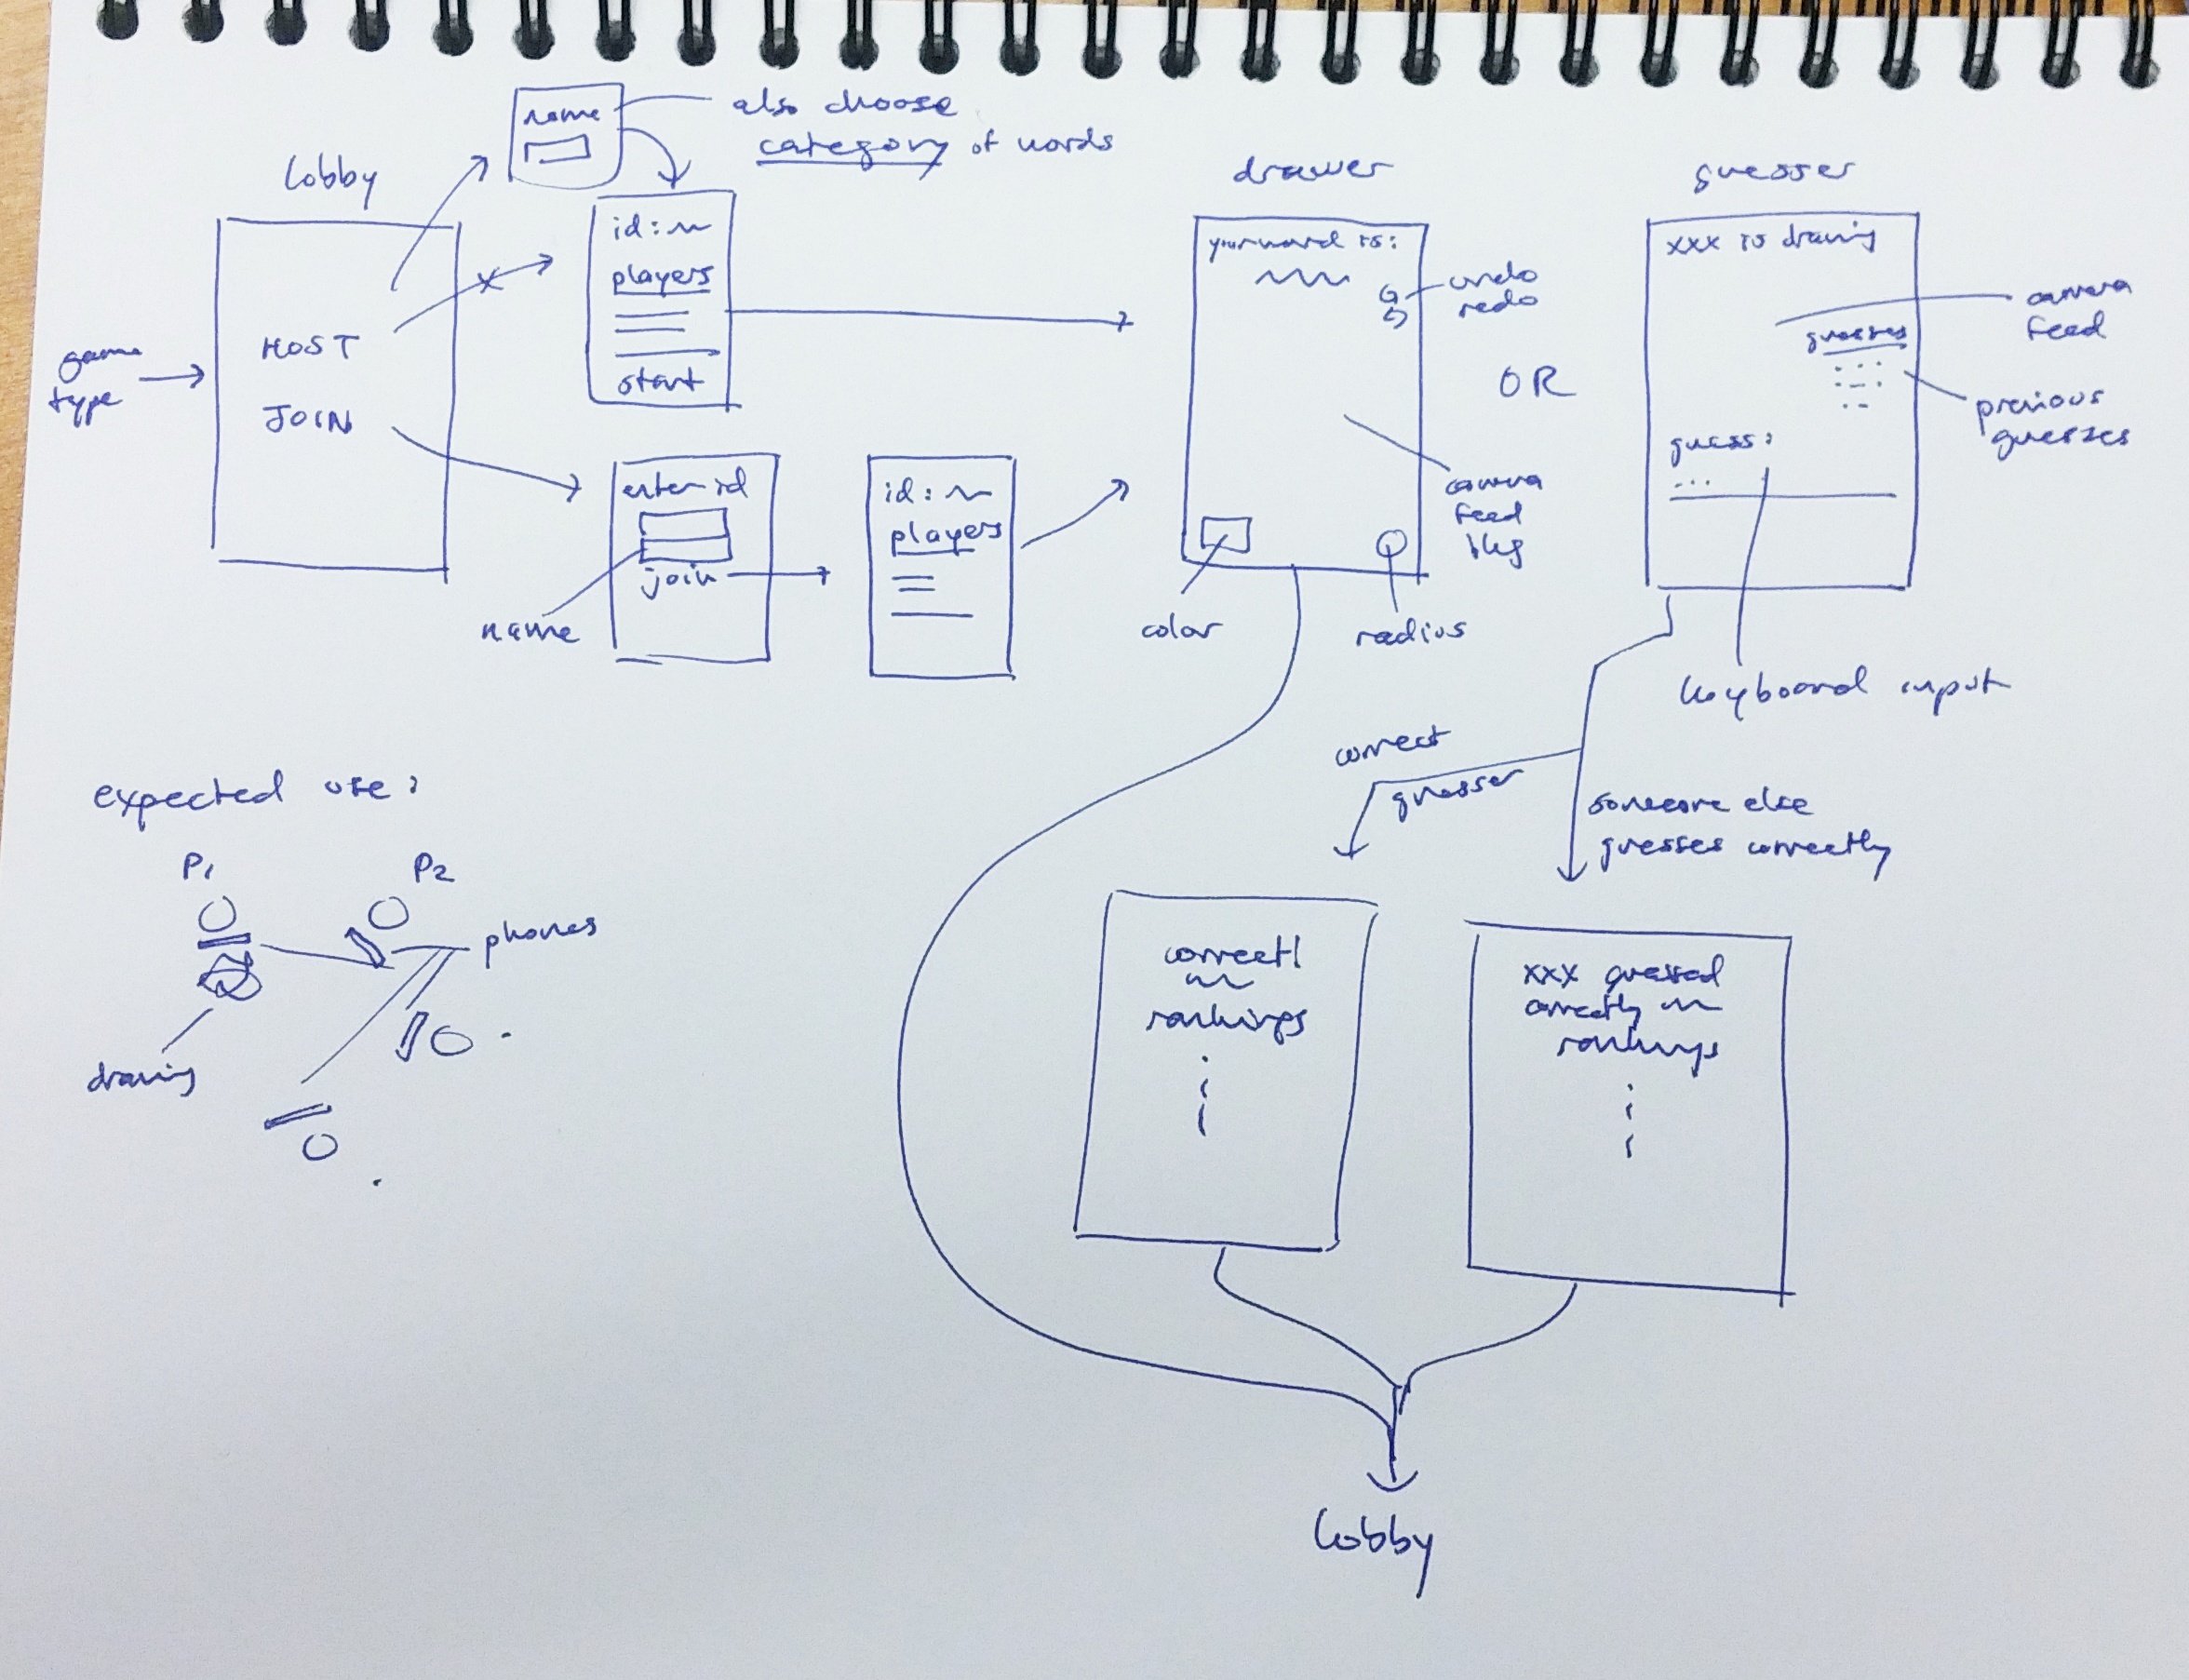 name
also choose
category of words
lobby
HOST
JOIN
game
type
id:
players
start
enter id
join
name
id:
players
drawer
your word is:
undo
redo
camera
feed
bkg
color
radius
OR
guesser
xxx is drawing
camera
feed
guesses
previous
guesses
guess:
...
keyboard input
correct
guesser
someone else
guesses correctly
correct!
rankings
xxx guessed
correctly
rankings
lobby
expected use:
P1
P2
phones
drawing